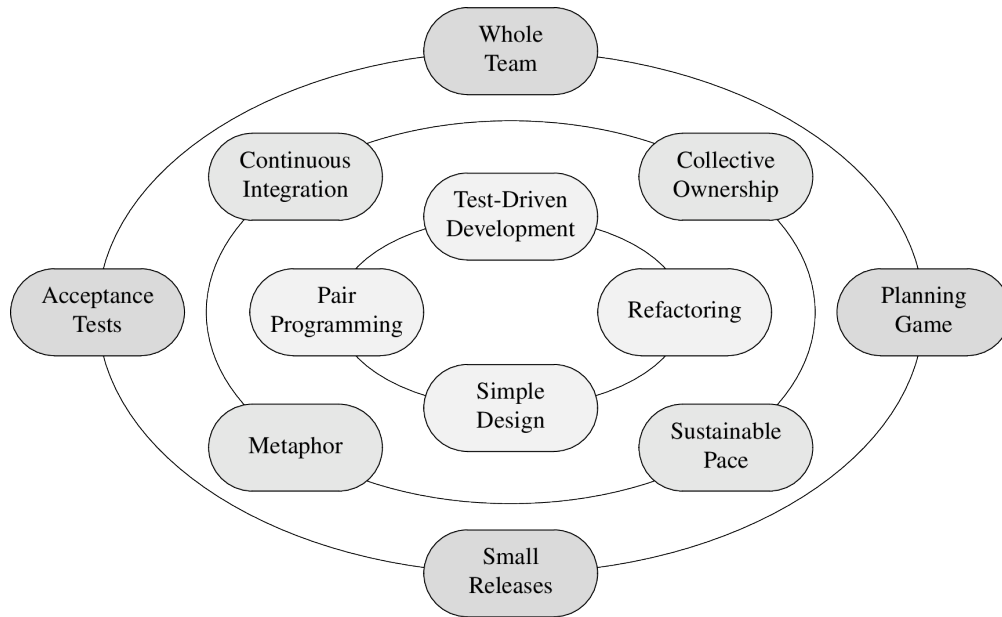 Whole
Team
Continuous
Integration
Collective
Ownership
Test-Driven
Development
Acceptance
Tests
Pair
Programming
Refactoring
Planning
Game
Simple
Design
Metaphor
Sustainable
Pace
Small
Releases